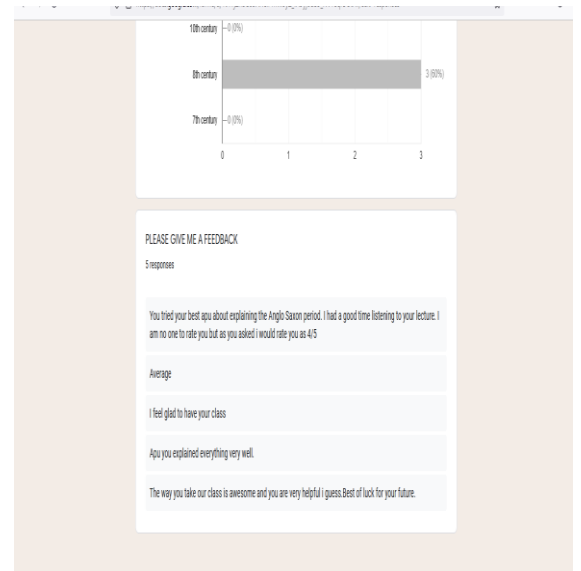 10th century
0 (0%)
8th century
3 (60%)
7th century
0 (0%)
0 1 2 3
PLEASE GIVE ME A FEEDBACK
5 responses
You tried your best apu about explaining the Anglo Saxon period. I had a good time listening to your lecture. I
am no one to rate you but as you asked i would rate you as 4/5
Average
I feel glad to have your class
Apu you explained everything very well.
The way you take our class is awesome and you are very helpful i guess.Best of luck for your future.